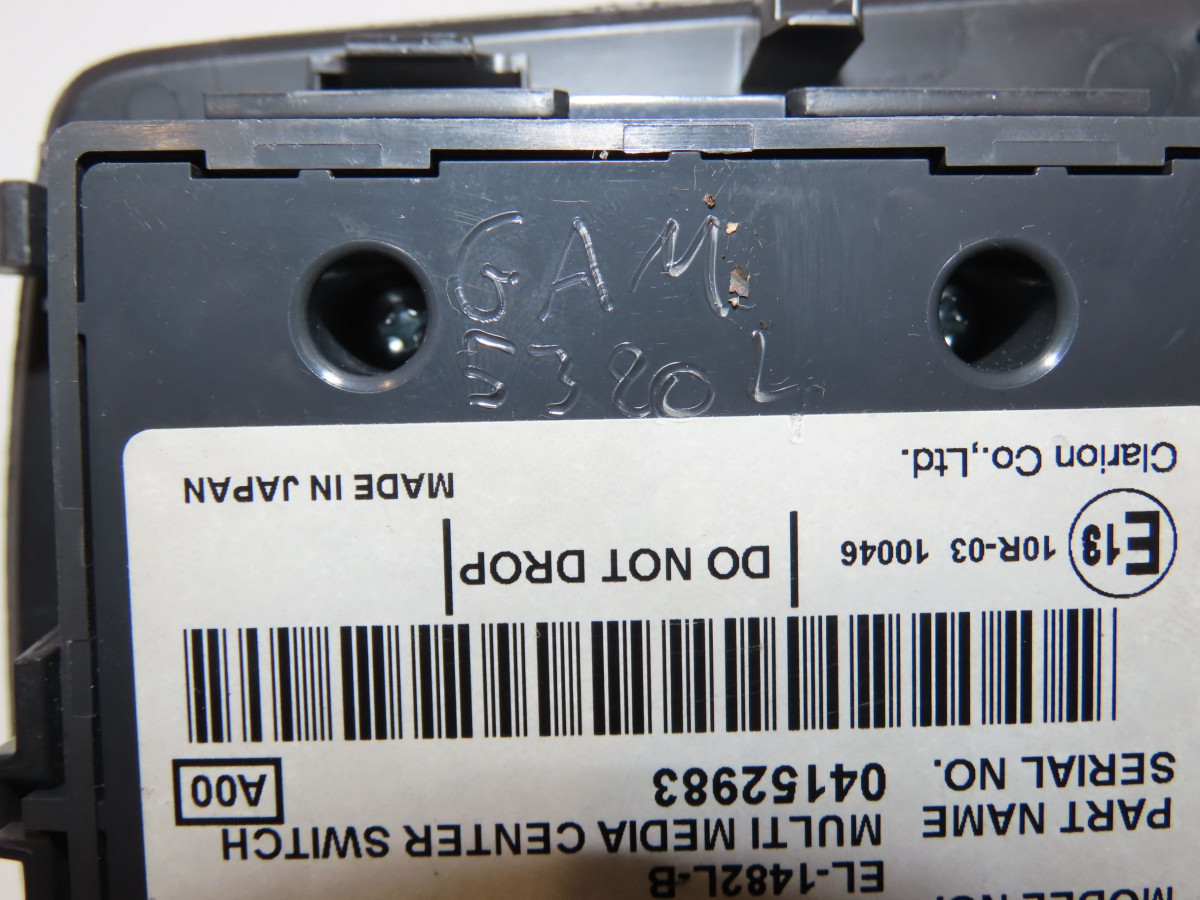 GAM
5380L
MODEL NO. EL-1482L-B
PART NAME MULTI MEDIA CENTER SWITCH
SERIAL NO. 04152983 A00
E13 10R-03 10046 DO NOT DROP
Clarion Co.,Ltd. MADE IN JAPAN